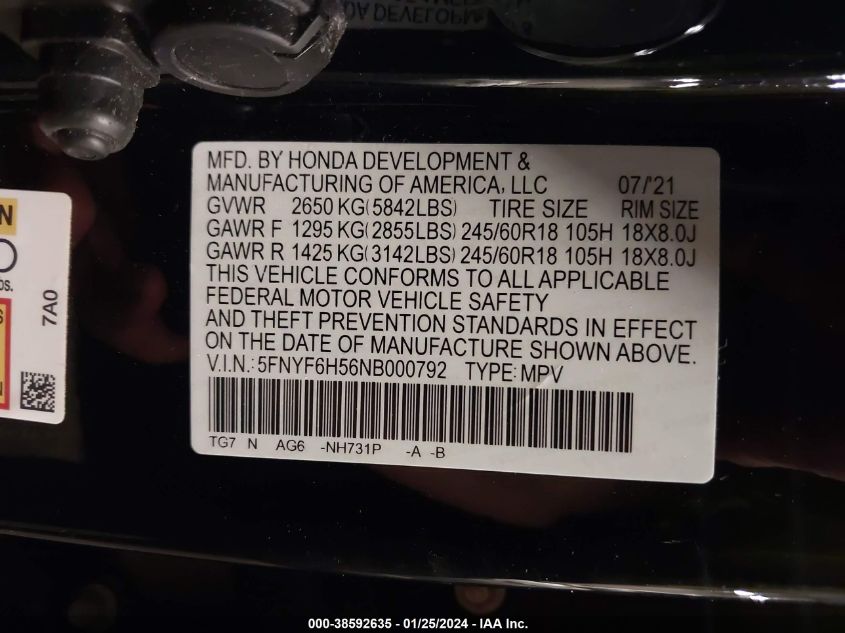 MFD. BY HONDA DEVELOPMENT &
MANUFACTURING OF AMERICA, LLC 07/'21
GVWR 2650 KG(5842LBS) TIRE SIZE RIM SIZE
GAWR F 1295 KG(2855LBS) 245/60R18 105H 18X8.0J
GAWR R 1425 KG(3142LBS) 245/60R18 105H 18X8.0J
THIS VEHICLE CONFORMS TO ALL APPLICABLE
FEDERAL MOTOR VEHICLE SAFETY
AND THEFT PREVENTION STANDARDS IN EFFECT
ON THE DATE OF MANUFACTURE SHOWN ABOVE.
V.I.N.: 5FNYF6H56NB000792 TYPE: MPV
TG7 N AG6 -NH731P -A -B
7A0
000-38592635 - 01/25/2024 - IAA Inc.